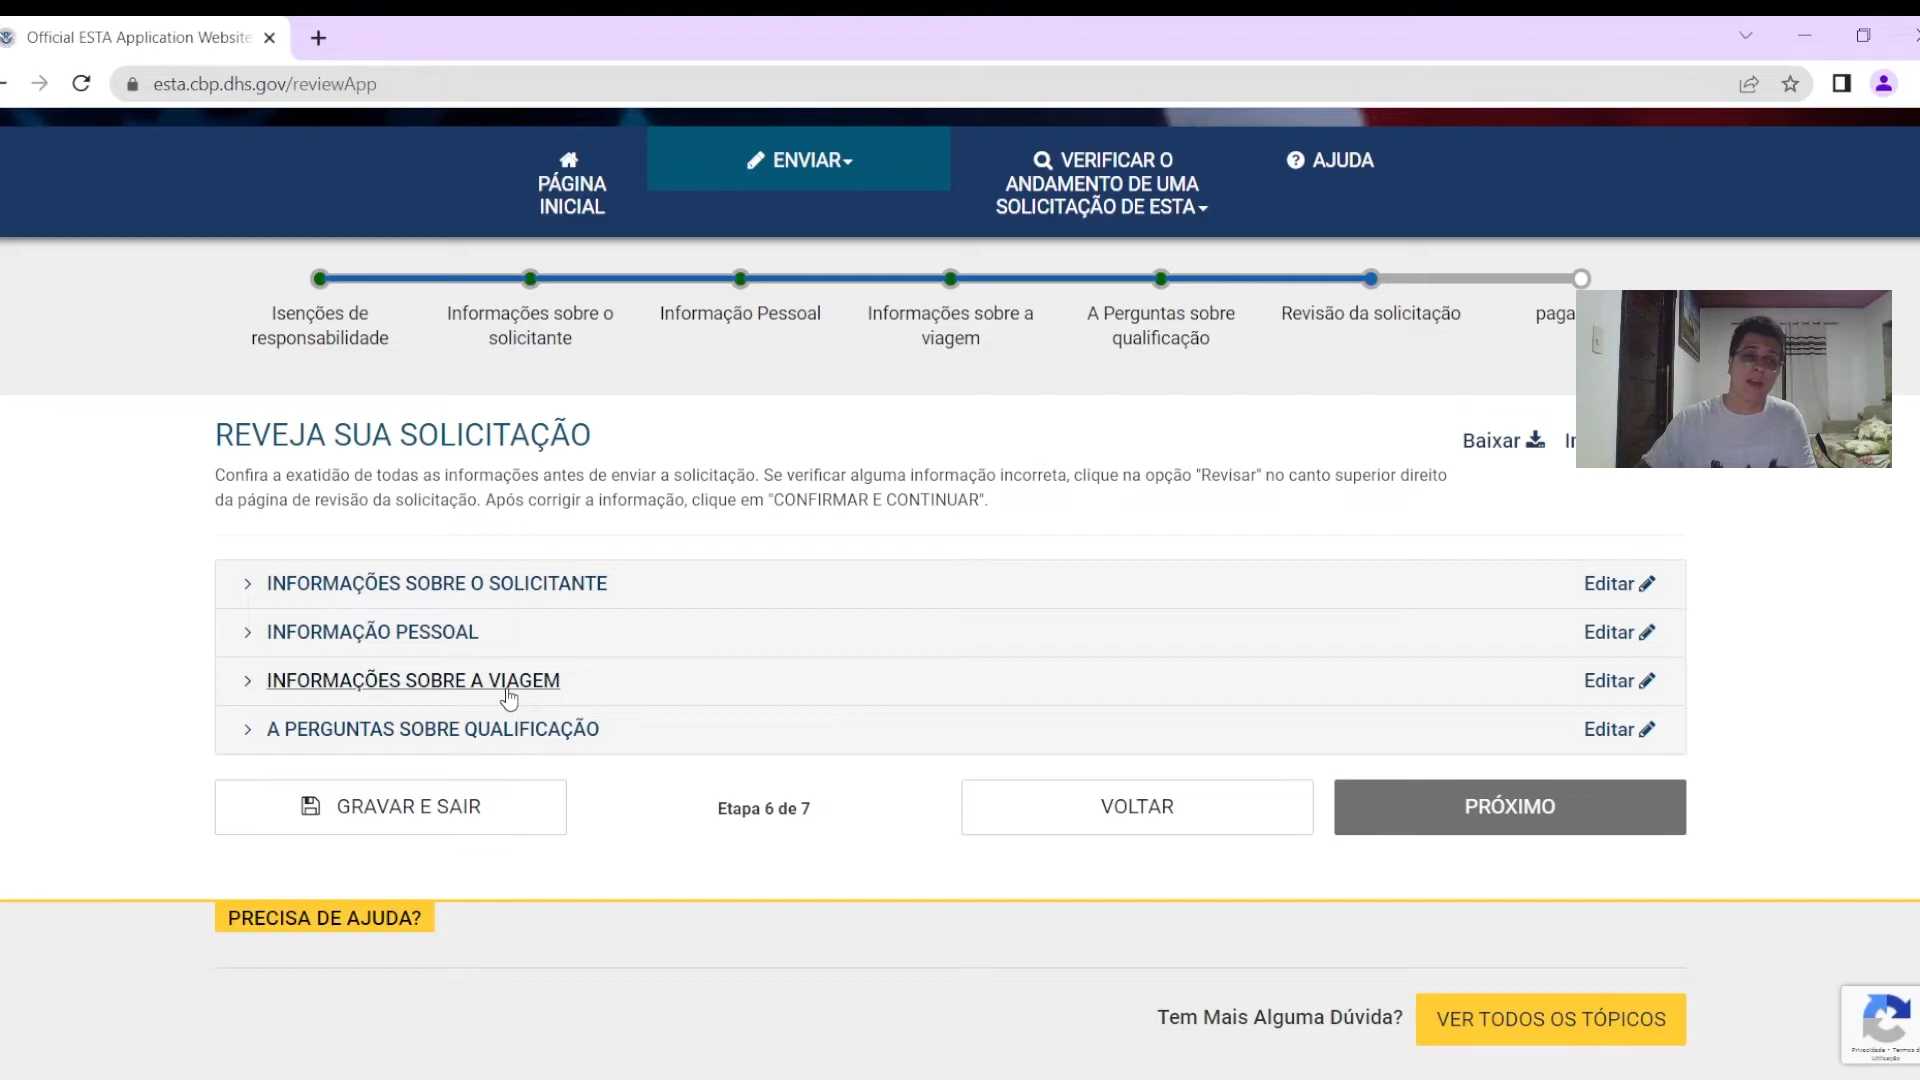 Official ESTA Application Website
esta.cbp.dhs.gov/reviewApp
PÁGINA
INICIAL
ENVIAR
VERIFICAR O
ANDAMENTO DE UMA
SOLICITAÇÃO DE ESTA
AJUDA
Isenções de
responsabilidade
Informações sobre o
solicitante
Informação Pessoal
Informações sobre a
viagem
A Perguntas sobre
qualificação
Revisão da solicitação
paga
REVEJA SUA SOLICITAÇÃO
Baixar
Confira a exatidão de todas as informações antes de enviar a solicitação. Se verificar alguma informação incorreta, clique na opção "Revisar" no canto superior direito
da página de revisão da solicitação. Após corrigir a informação, clique em "CONFIRMAR E CONTINUAR".
INFORMAÇÕES SOBRE O SOLICITANTE Editar
INFORMAÇÃO PESSOAL Editar
INFORMAÇÕES SOBRE A VIAGEM Editar
A PERGUNTAS SOBRE QUALIFICAÇÃO Editar
GRAVAR E SAIR Etapa 6 de 7 VOLTAR PRÓXIMO
PRECISA DE AJUDA?
Tem Mais Alguma Dúvida? VER TODOS OS TÓPICOS
Privacidade - Termos d
Utilização